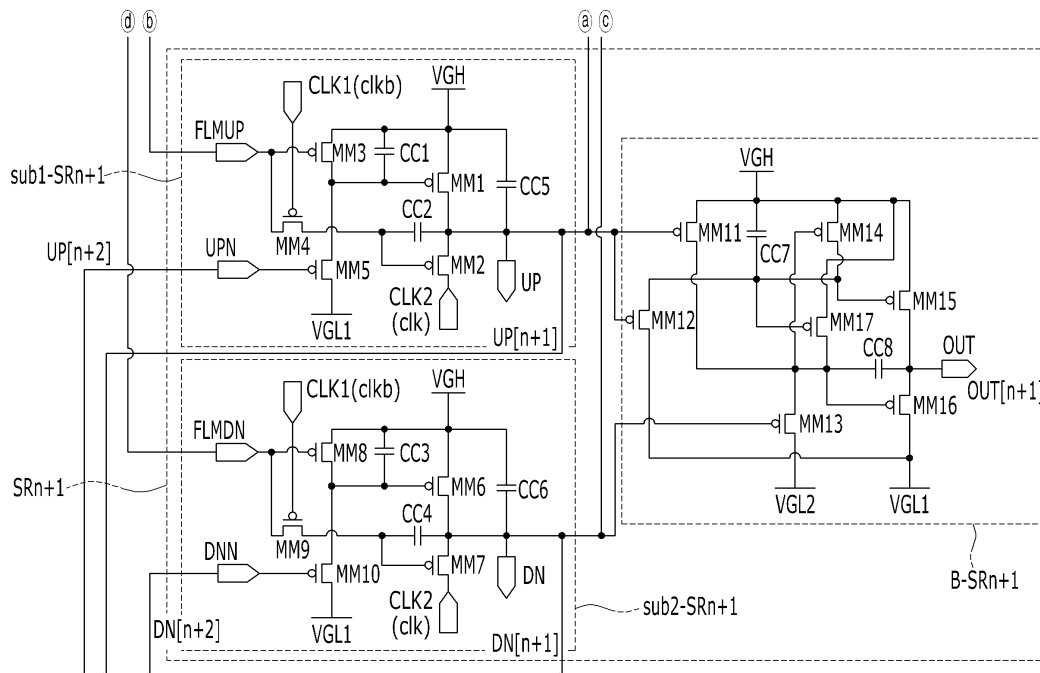 ⓓ ⓑ ⓐ ⓒ
CLK1(clkb)
VGH
FLMUP
MM3
CC1
MM1
CC5
sub1-SRn+1
CC2
MM4
UP[n+2]
UPN
MM5
MM2
UP
CLK2
(clk)
VGL1
UP[n+1]
VGH
MM11
CC7
MM14
MM12
MM17
MM15
CC8
OUT
OUT[n+1]
MM16
MM13
VGL2
VGL1
B-SRn+1
CLK1(clkb)
VGH
FLMDN
MM8
CC3
MM6
CC6
SRn+1
CC4
MM9
DNN
MM10
MM7
DN
CLK2
(clk)
VGL1
DN[n+2]
DN[n+1]
sub2-SRn+1